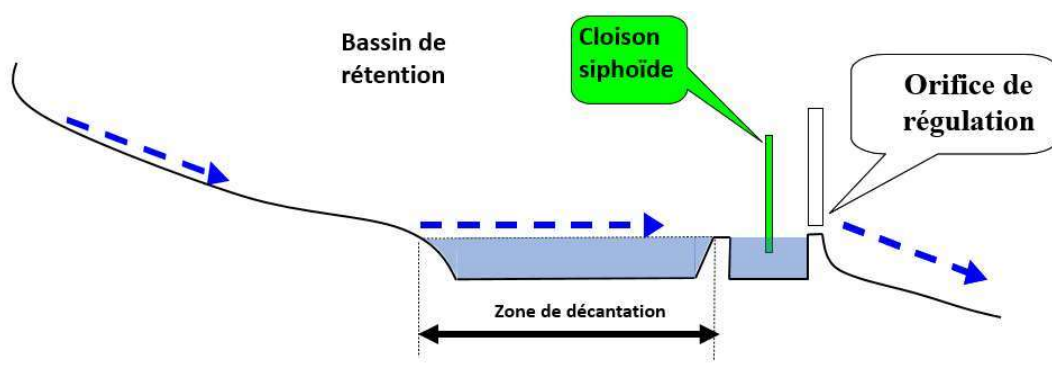 Bassin de
rétention
Cloison
siphoïde
Orifice de
régulation
Zone de décantation